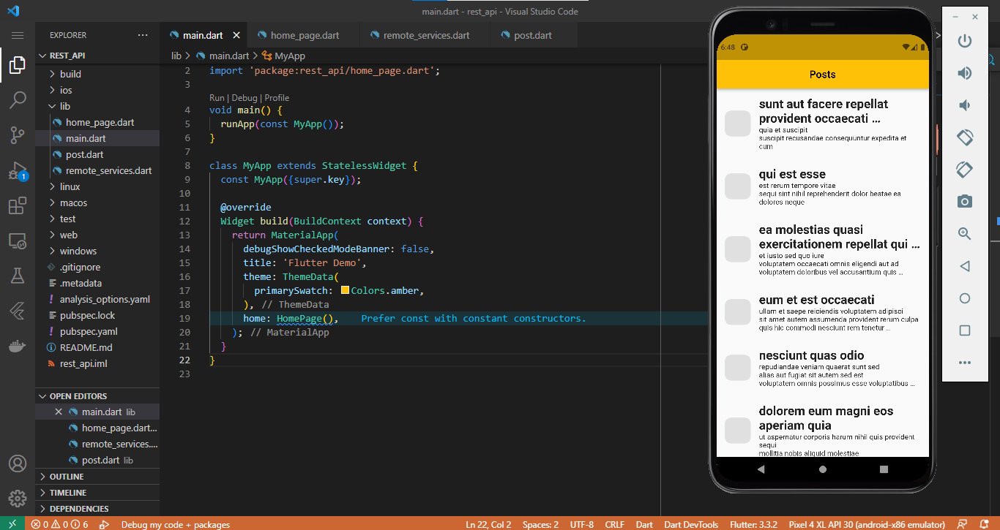 main.dart - rest_api - Visual Studio Code
EXPLORER
REST_API
build
ios
lib
home_page.dart
main.dart
post.dart
remote_services.dart
linux
macos
test
web
windows
.gitignore
.metadata
! analysis_options.yaml
pubspec.lock
! pubspec.yaml
README.md
rest_api.iml
OPEN EDITORS
main.dart lib
home_page.dart...
remote_services....
post.dart lib
OUTLINE
TIMELINE
DEPENDENCIES
1
main.dart
home_page.dart
remote_services.dart
post.dart
lib > main.dart > MyApp
2 import 'package:rest_api/home_page.dart';
3
Run | Debug | Profile
4 void main() {
5 runApp(const MyApp());
6 }
7
8 class MyApp extends StatelessWidget {
9 const MyApp({super.key});
10
11 @override
12 Widget build(BuildContext context) {
13 return MaterialApp(
14 debugShowCheckedModeBanner: false,
15 title: 'Flutter Demo',
16 theme: ThemeData(
17 primarySwatch: Colors.amber,
18 ), // ThemeData
19 home: HomePage(), Prefer const with constant constructors.
20 ); // MaterialApp
21 }
22 }
23
6:48
Posts
sunt aut facere repellat
provident occaecati ...
quia et suscipit
suscipit recusandae consequuntur expedita et
cum
qui est esse
est rerum tempore vitae
sequi sint nihil reprehenderit dolor beatae ea
dolores neque
ea molestias quasi
exercitationem repellat qui ...
et iusto sed quo iure
voluptatem occaecati omnis eligendi aut ad
voluptatem doloribus vel accusantium quis ...
eum et est occaecati
ullam et saepe reiciendis voluptatem adipisci
sit amet autem assumenda provident rerum culpa
quis hic commodi nesciunt rem tenetur ...
nesciunt quas odio
repudiandae veniam quaerat sunt sed
alias aut fugiat sit autem sed est
voluptatem omnis possimus esse voluptatibus ...
dolorem eum magni eos
aperiam quia
ut aspernatur corporis harum nihil quis provident
sequi
mollitia nobis aliquid molestiae
0 0 6 Debug my code + packages
Ln 22, Col 2 Spaces: 2 UTF-8 CRLF Dart Dart DevTools Flutter: 3.3.2 Pixel 4 XL API 30 (android-x86 emulator)